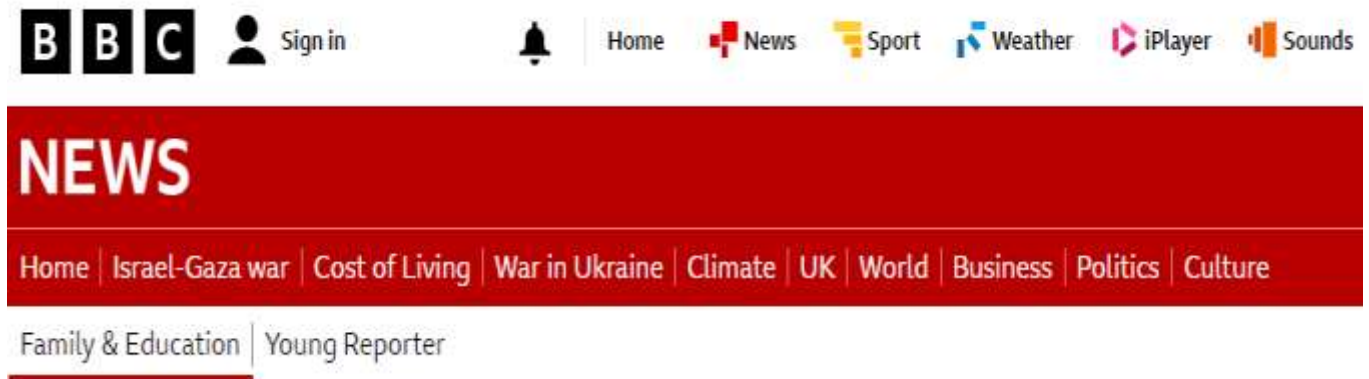 BBC Sign in Home News Sport Weather iPlayer Sounds
NEWS
Home Israel-Gaza war Cost of Living War in Ukraine Climate UK World Business Politics Culture
Family & Education Young Reporter